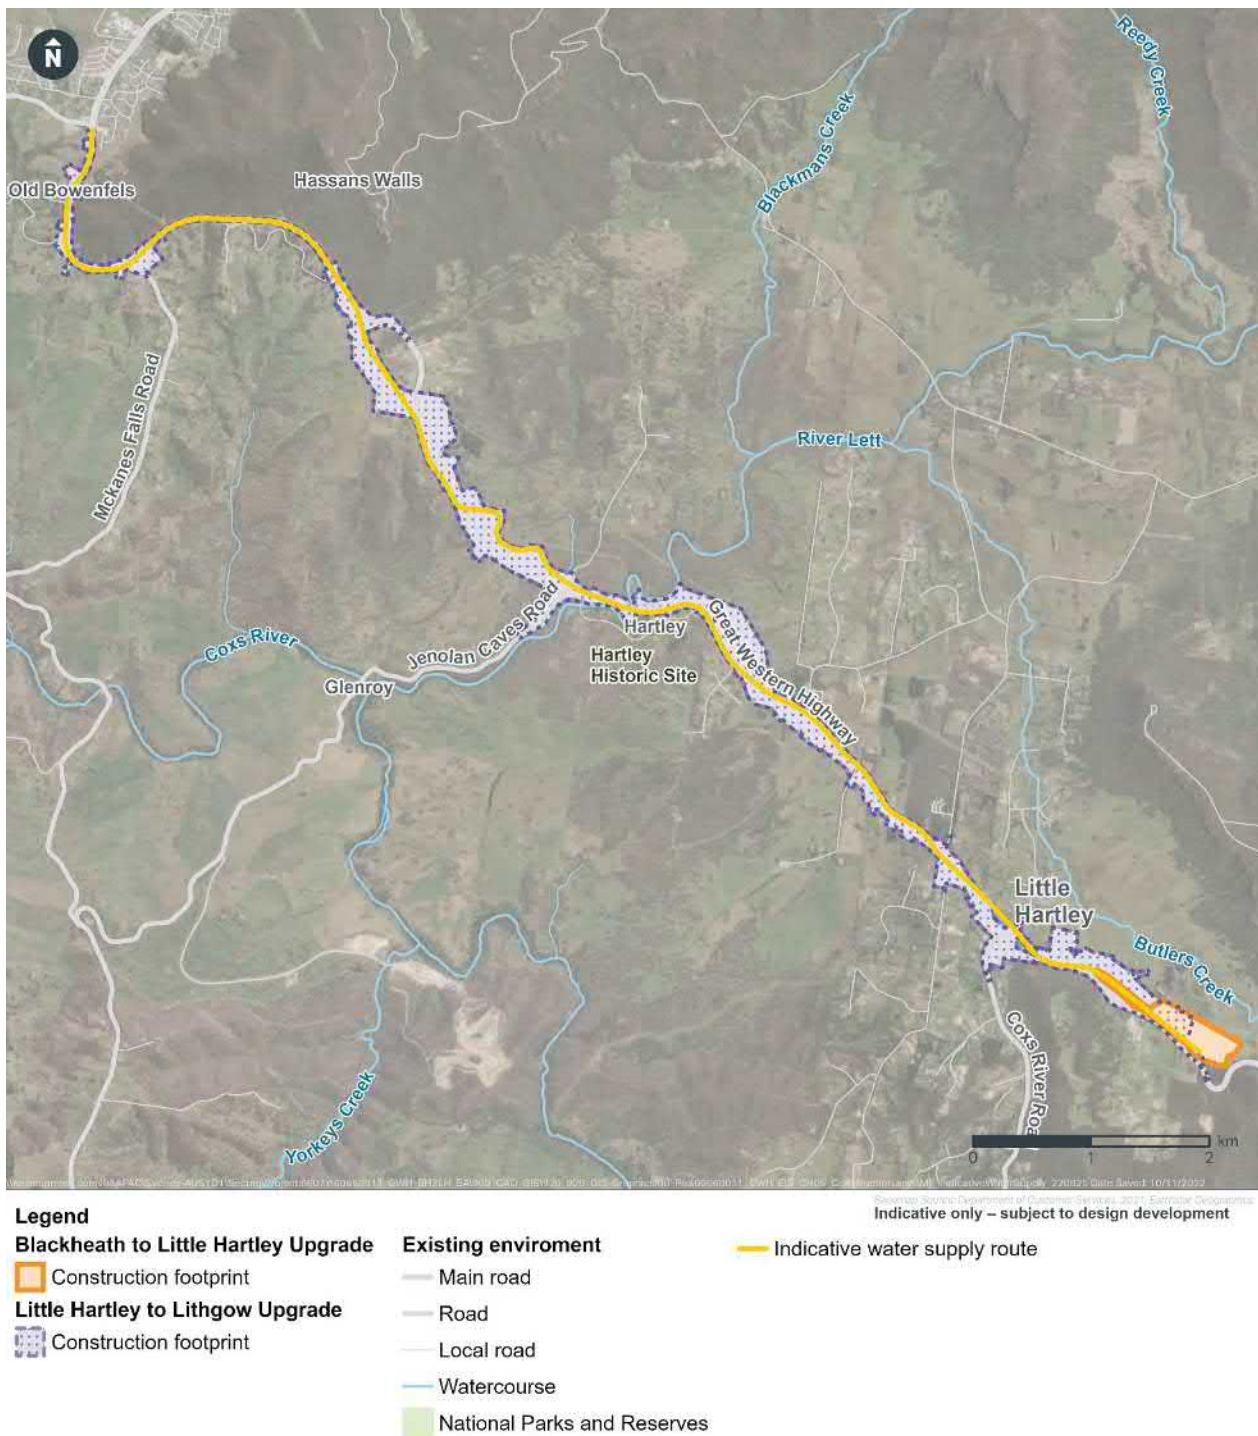 N
Reedy Creek
Blackmans Creek
Old Bowenfels
Hassans Walls
Mckanes Falls Road
River Lett
Coxs River
Jenolan Caves Road
Hartley
Great Western Highway
Hartley
Historic Site
Glenroy
Little
Hartley
Butlers Creek
Coxs River Roa
Yorkeys Creek
km
0 1 2
Indicative only – subject to design development
Legend
Blackheath to Little Hartley Upgrade
Construction footprint
Little Hartley to Lithgow Upgrade
Construction footprint
Existing enviroment
Main road
Road
Local road
Watercourse
National Parks and Reserves
Indicative water supply route